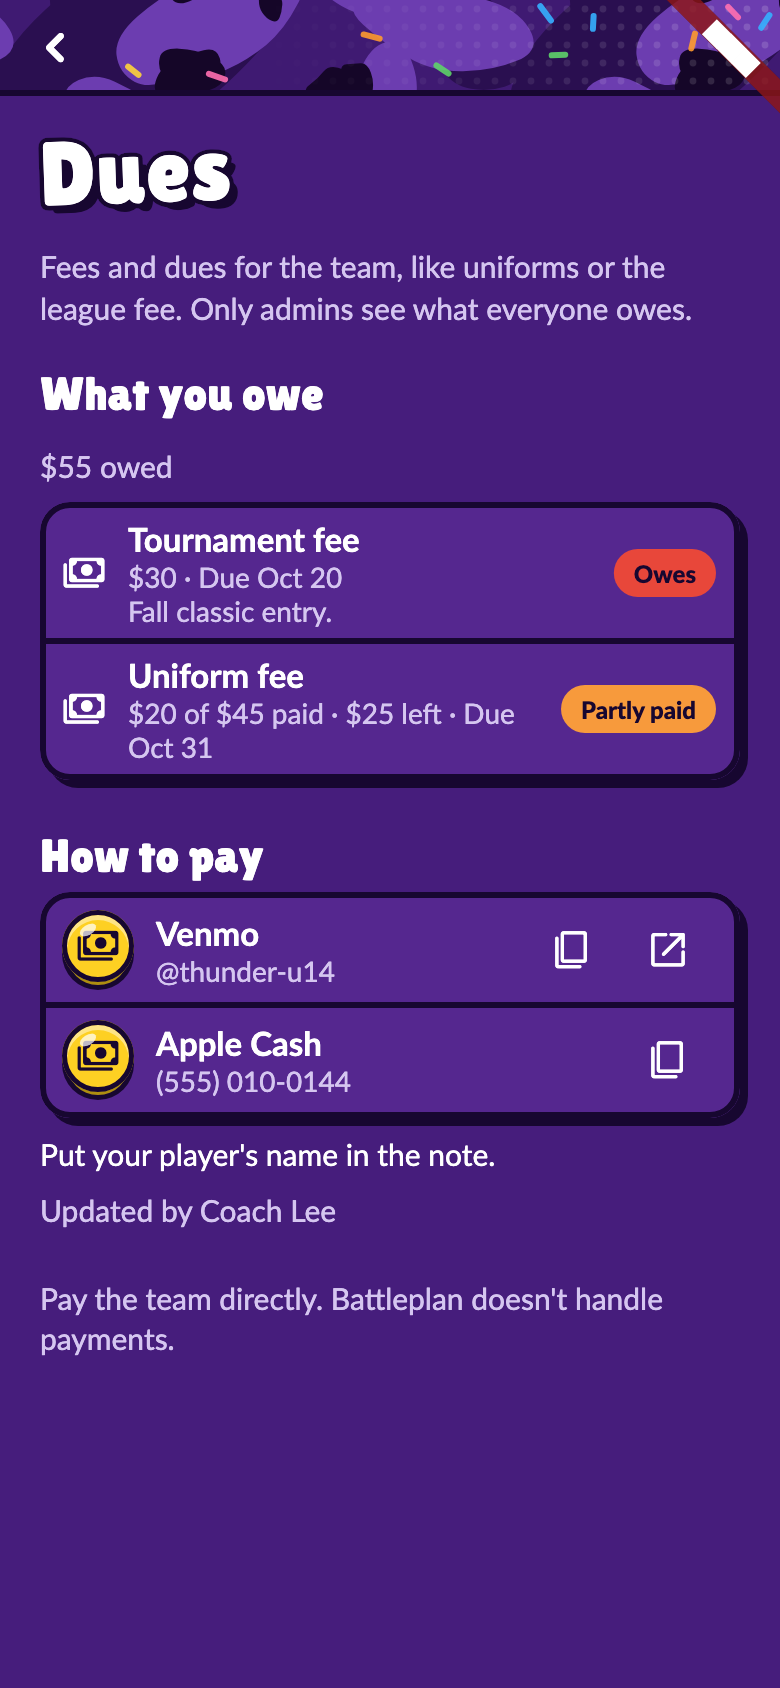 Dues
Fees and dues for the team, like uniforms or the
league fee. Only admins see what everyone owes.
What you owe
$55 owed
Tournament fee
$30 · Due Oct 20
Fall classic entry.
Owes
Uniform fee
$20 of $45 paid · $25 left · Due
Oct 31
Partly paid
How to pay
Venmo
@thunder-u14
Apple Cash
(555) 010-0144
Put your player's name in the note.
Updated by Coach Lee
Pay the team directly. Battleplan doesn't handle
payments.